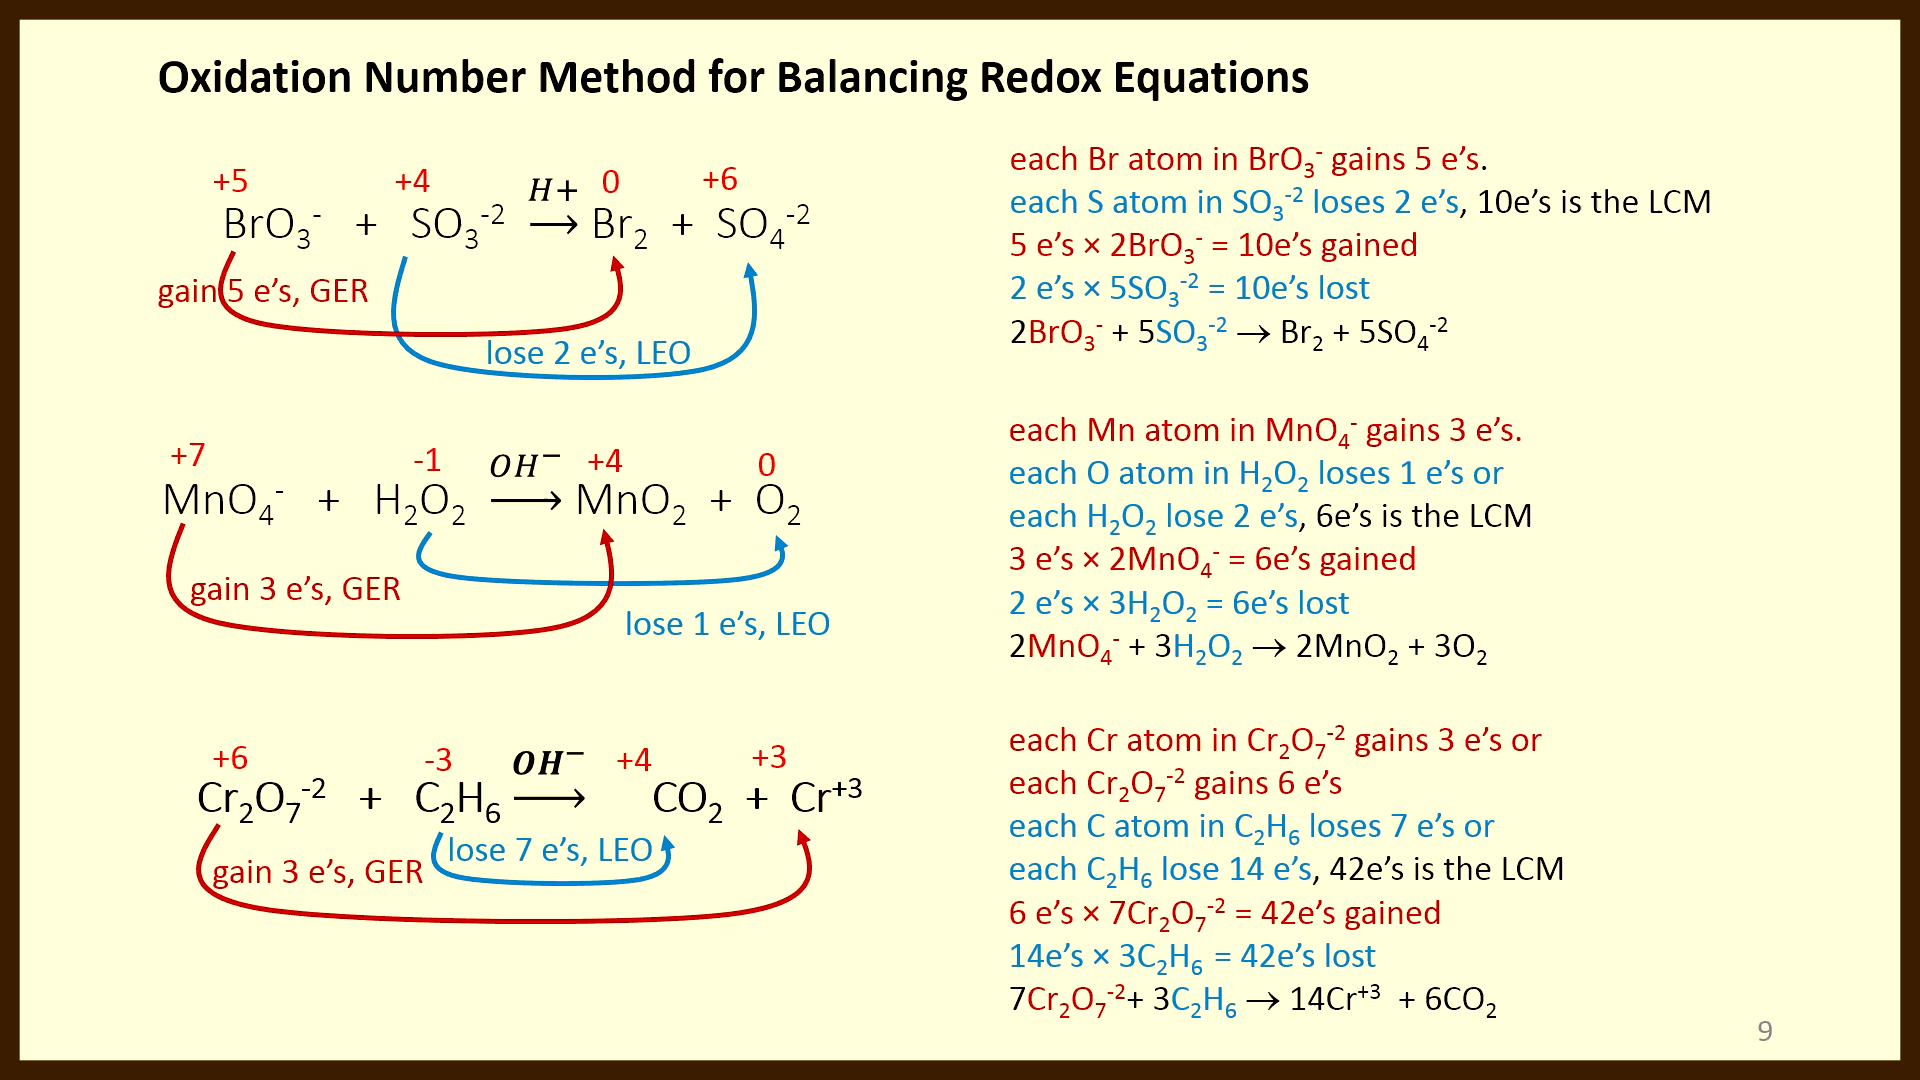 Oxidation Number Method for Balancing Redox Equations
+5 +4 H+ 0 +6
BrO₃⁻ + SO₃⁻² ⟶ Br₂ + SO₄⁻²
gain 5 e’s, GER
lose 2 e’s, LEO
each Br atom in BrO₃⁻ gains 5 e’s.
each S atom in SO₃⁻² loses 2 e’s, 10e’s is the LCM
5 e’s × 2BrO₃⁻ = 10e’s gained
2 e’s × 5SO₃⁻² = 10e’s lost
2BrO₃⁻ + 5SO₃⁻² → Br₂ + 5SO₄⁻²
+7 -1 OH⁻ +4 0
MnO₄⁻ + H₂O₂ ⟶ MnO₂ + O₂
gain 3 e’s, GER
lose 1 e’s, LEO
each Mn atom in MnO₄⁻ gains 3 e’s.
each O atom in H₂O₂ loses 1 e’s or
each H₂O₂ lose 2 e’s, 6e’s is the LCM
3 e’s × 2MnO₄⁻ = 6e’s gained
2 e’s × 3H₂O₂ = 6e’s lost
2MnO₄⁻ + 3H₂O₂ → 2MnO₂ + 3O₂
+6 -3 OH⁻ +4 +3
Cr₂O₇⁻² + C₂H₆ ⟶ CO₂ + Cr⁺³
lose 7 e’s, LEO
gain 3 e’s, GER
each Cr atom in Cr₂O₇⁻² gains 3 e’s or
each Cr₂O₇⁻² gains 6 e’s
each C atom in C₂H₆ loses 7 e’s or
each C₂H₆ lose 14 e’s, 42e’s is the LCM
6 e’s × 7Cr₂O₇⁻² = 42e’s gained
14e’s × 3C₂H₆ = 42e’s lost
7Cr₂O₇⁻²+ 3C₂H₆ → 14Cr⁺³ + 6CO₂
9